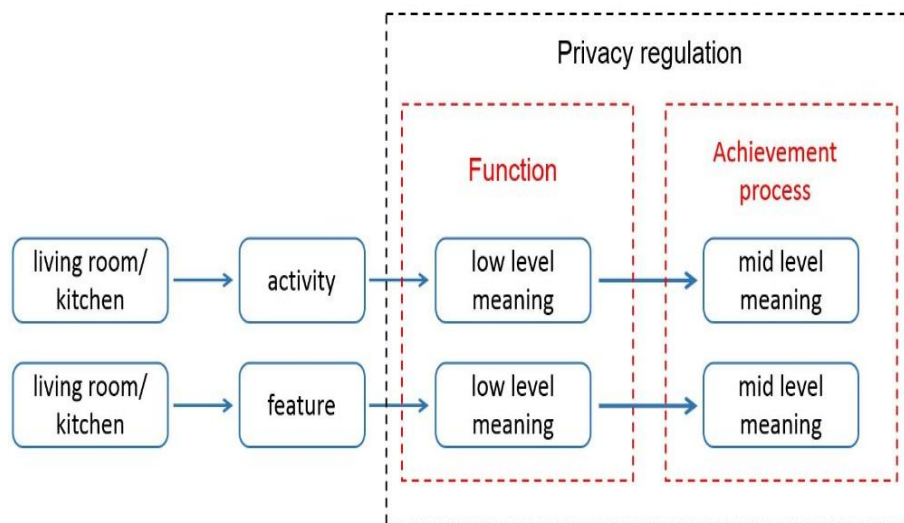 Privacy regulation
Function
Achievement
process
living room/
kitchen
activity
low level
meaning
mid level
meaning
living room/
kitchen
feature
low level
meaning
mid level
meaning